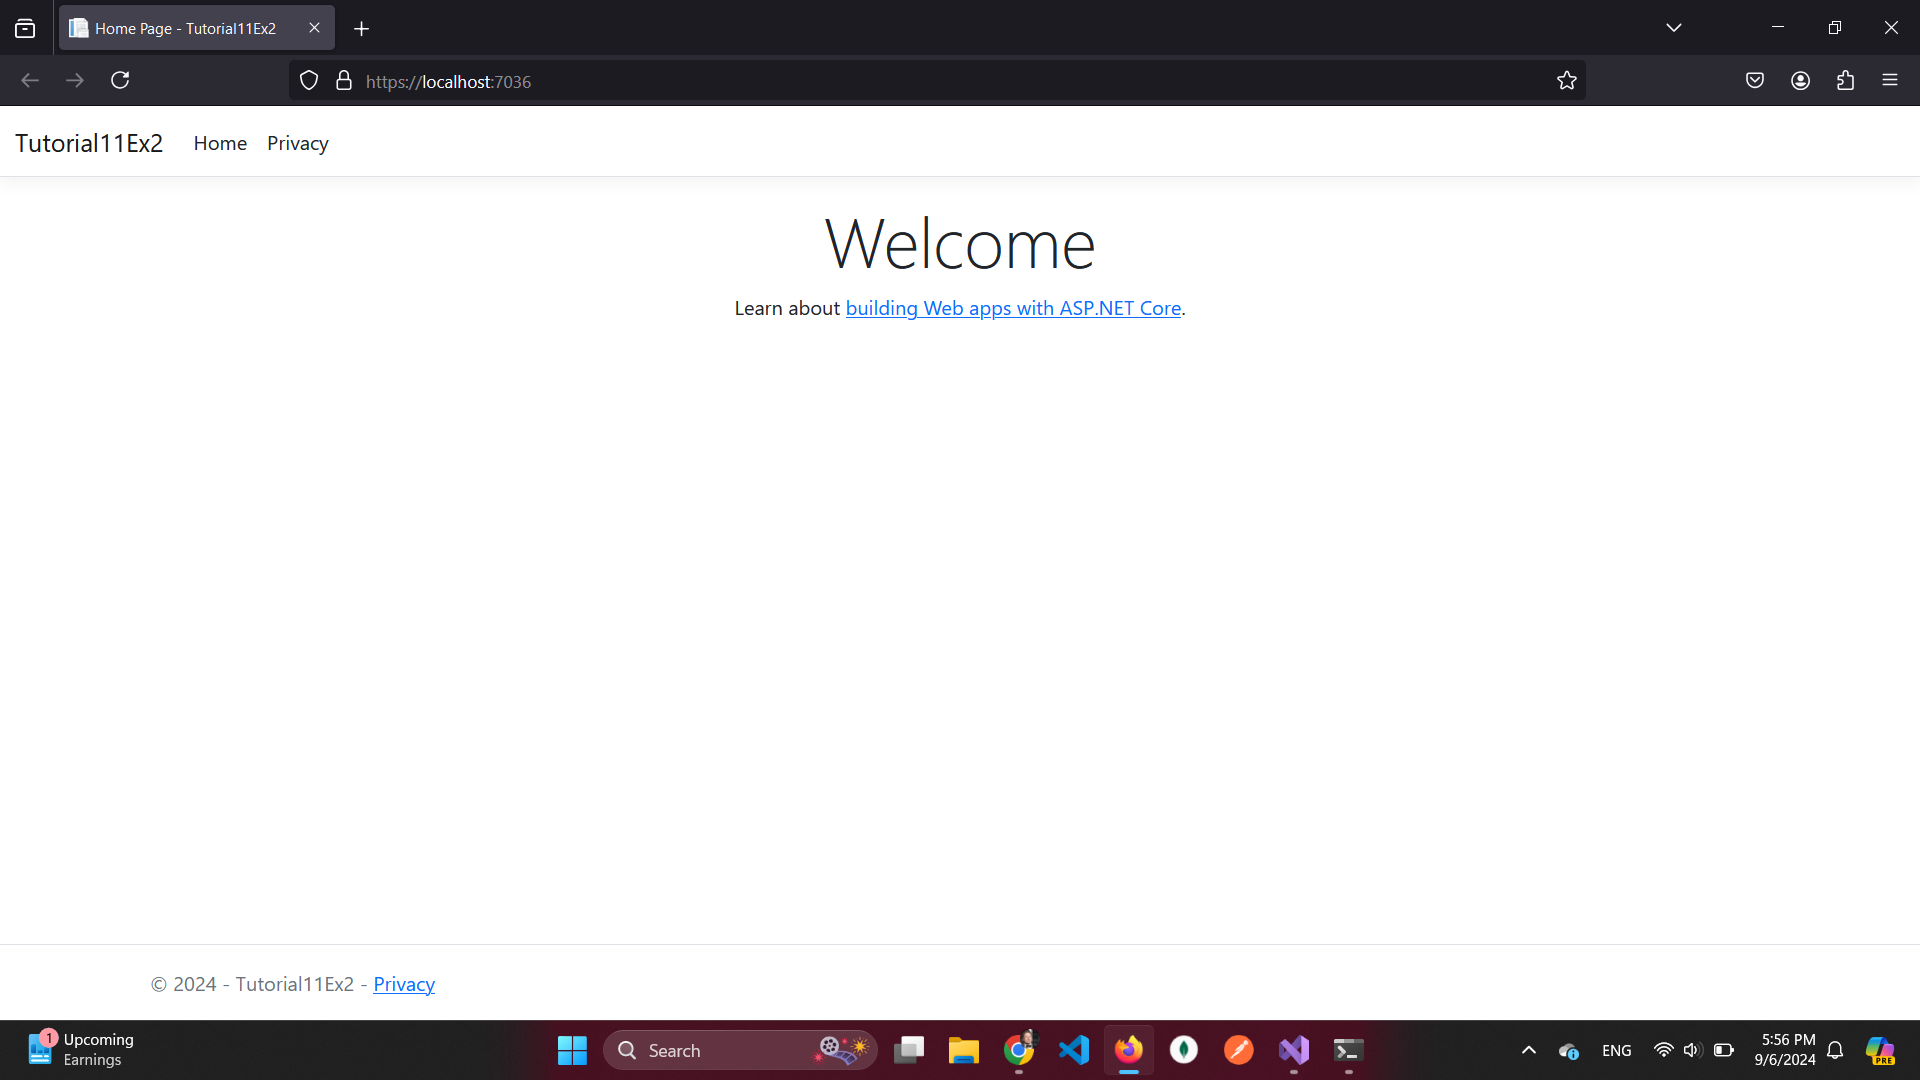 Home Page - Tutorial11Ex2
https://localhost:7036
Tutorial11Ex2 Home Privacy
Welcome
Learn about building Web apps with ASP.NET Core.
© 2024 - Tutorial11Ex2 - Privacy
1
Upcoming
Earnings
Search
ENG
5:56 PM
9/6/2024
PRE